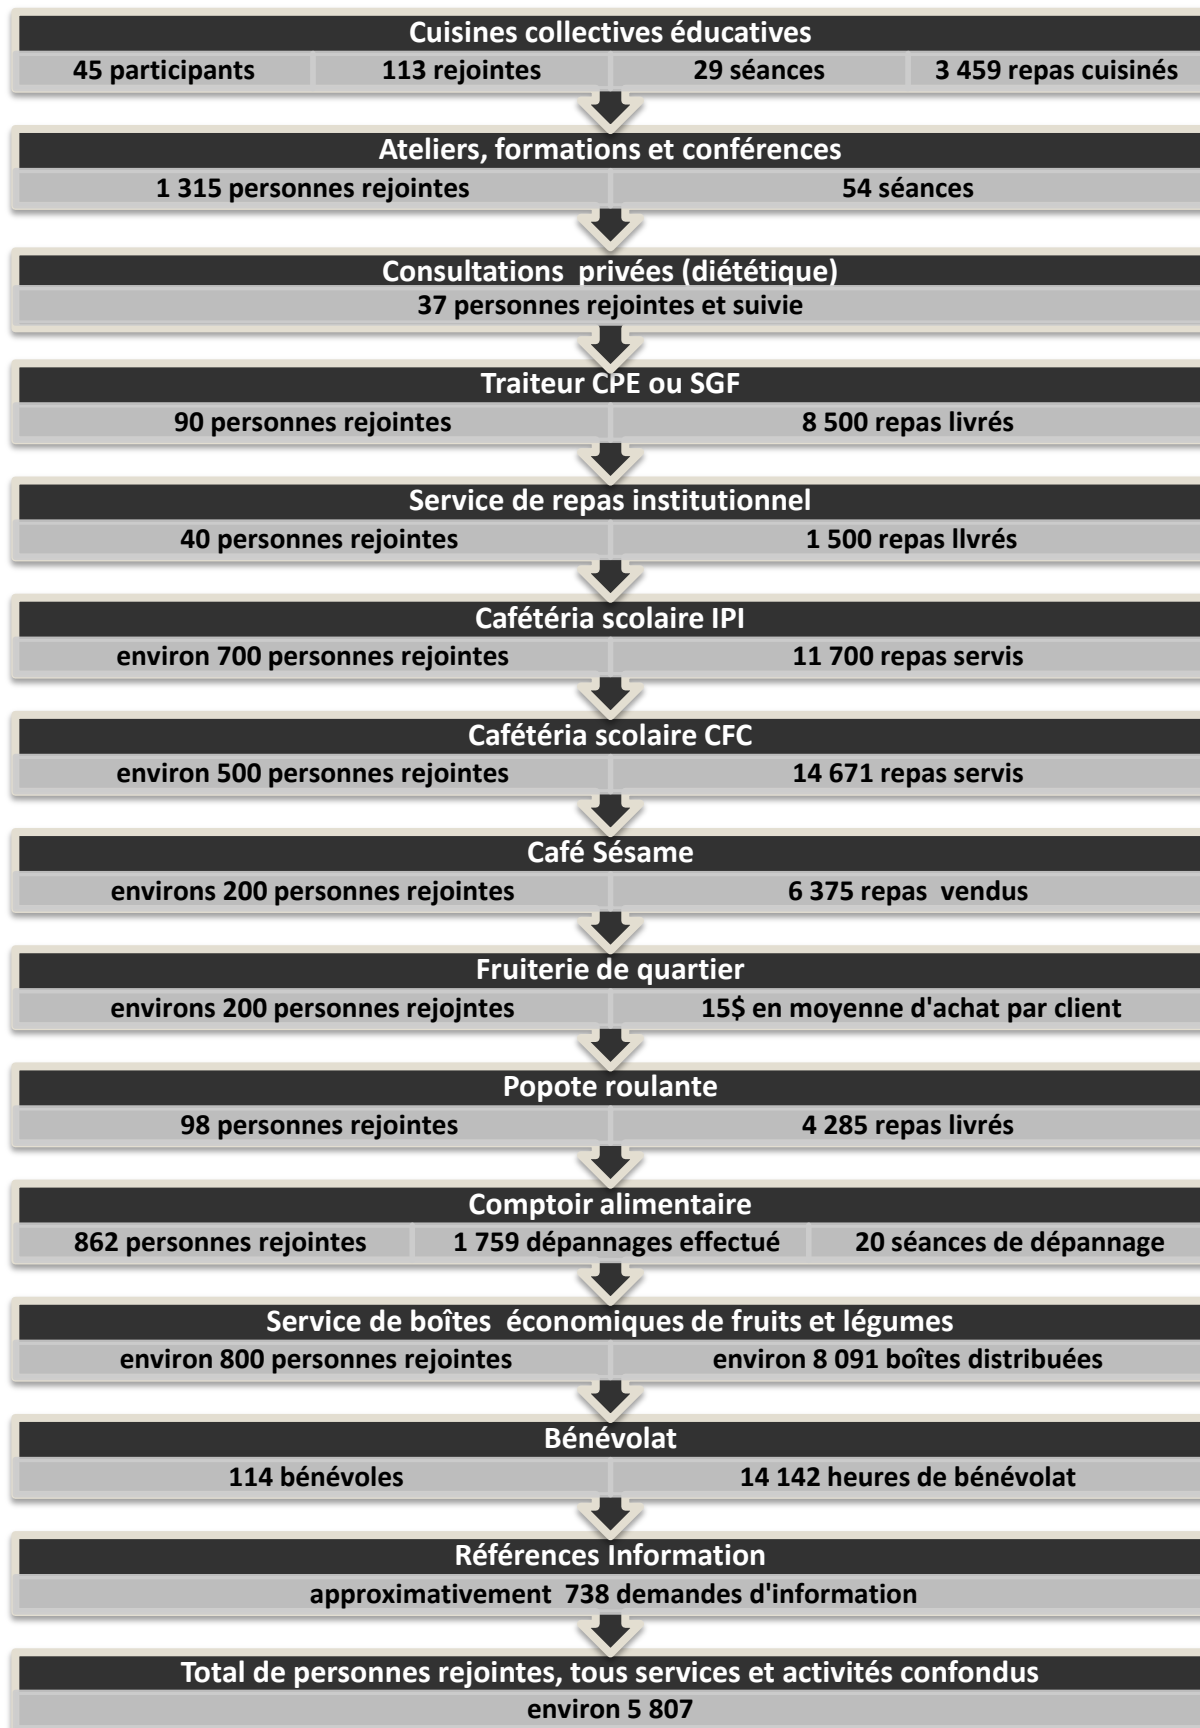 Cuisines collectives éducatives
45 participants 113 rejointes 29 séances 3 459 repas cuisinés
Ateliers, formations et conférences
1 315 personnes rejointes 54 séances
Consultations privées (diététique)
37 personnes rejointes et suivie
Traiteur CPE ou SGF
90 personnes rejointes 8 500 repas livrés
Service de repas institutionnel
40 personnes rejointes 1 500 repas llvrés
Cafétéria scolaire IPI
environ 700 personnes rejointes 11 700 repas servis
Cafétéria scolaire CFC
environ 500 personnes rejointes 14 671 repas servis
Café Sésame
environs 200 personnes rejointes 6 375 repas vendus
Fruiterie de quartier
environs 200 personnes rejointes 15$ en moyenne d'achat par client
Popote roulante
98 personnes rejointes 4 285 repas livrés
Comptoir alimentaire
862 personnes rejointes 1 759 dépannages effectué 20 séances de dépannage
Service de boîtes économiques de fruits et légumes
environ 800 personnes rejointes environ 8 091 boîtes distribuées
Bénévolat
114 bénévoles 14 142 heures de bénévolat
Références Information
approximativement 738 demandes d'information
Total de personnes rejointes, tous services et activités confondus
environ 5 807